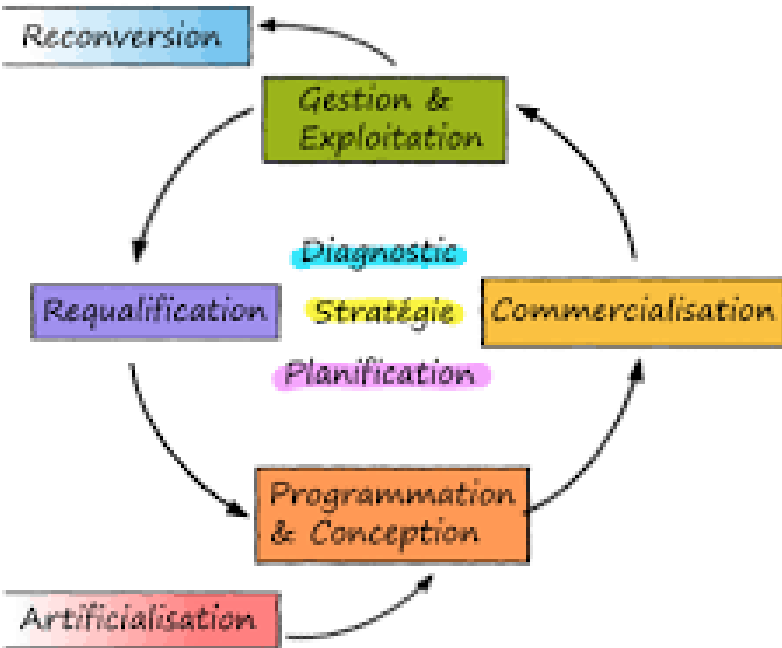 Reconversion
Gestion &
Exploitation
Diagnostic
Requalification
Stratégie
Commercialisation
Planification
Programmation
& Conception
Artificialisation